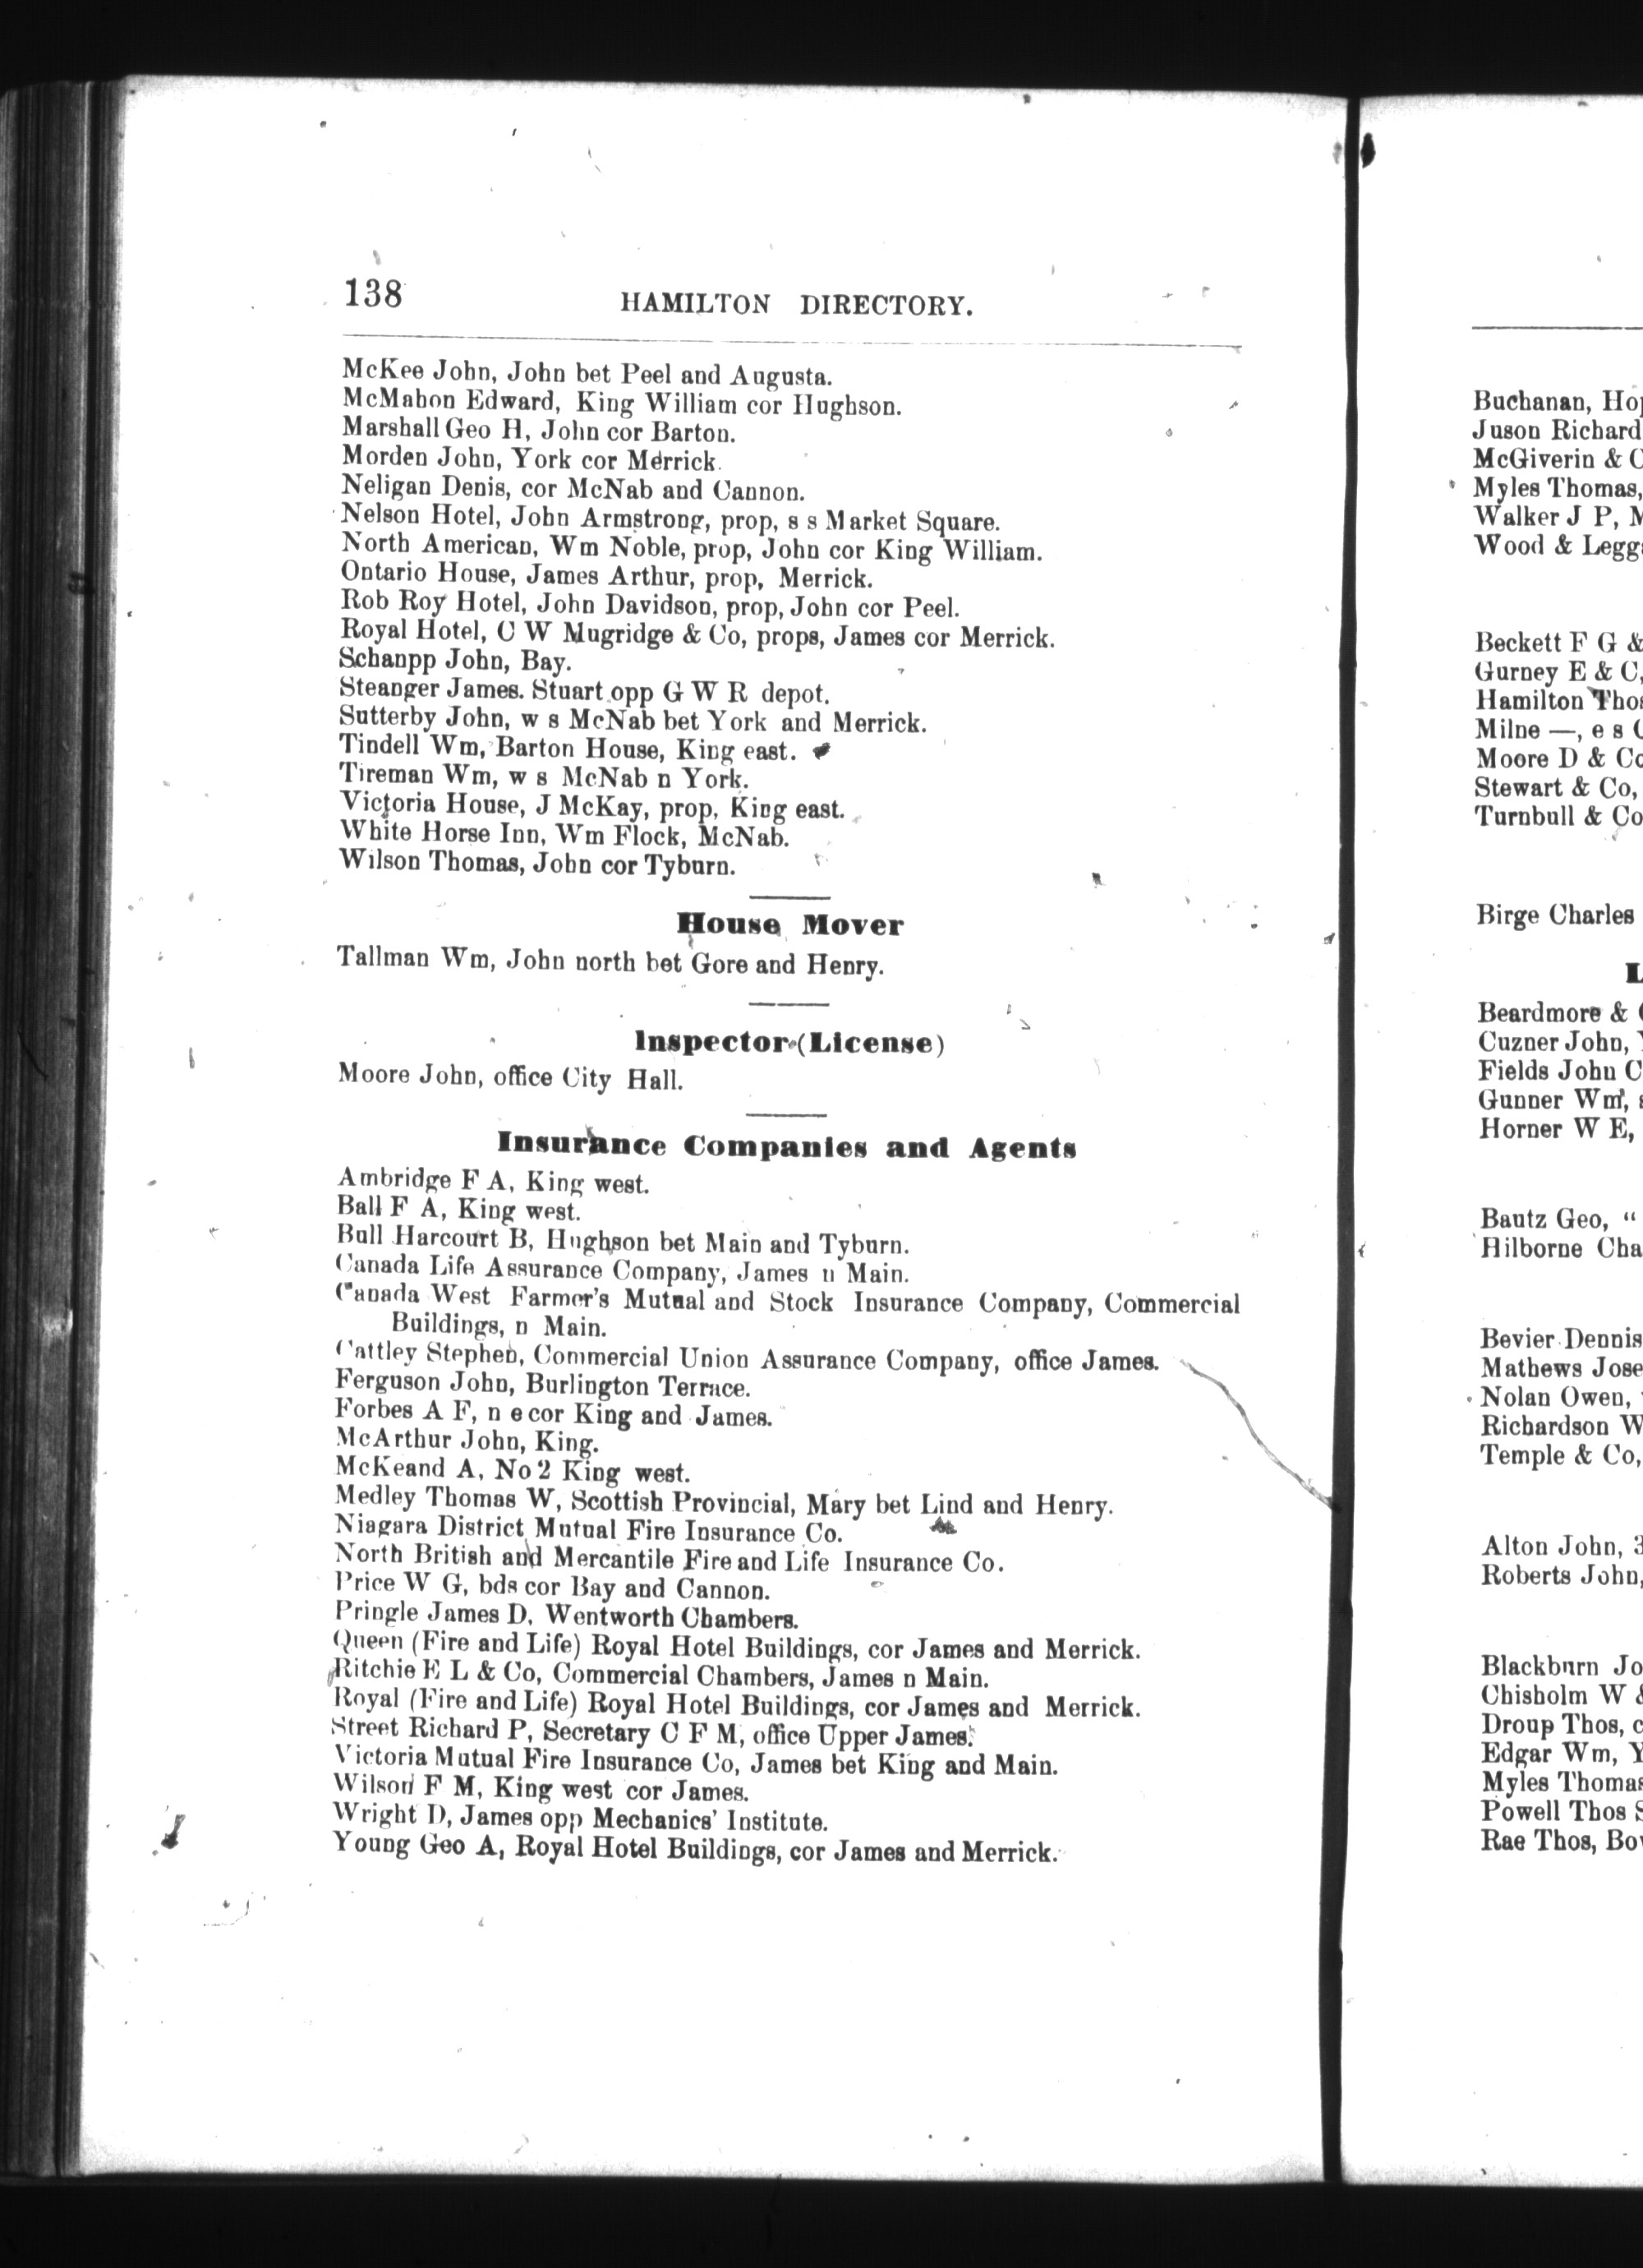 138
HAMILTON DIRECTORY.
McKee John, John bet Peel and Augusta.
McMahon Edward, King William cor Hughson.
Marshall Geo H, John cor Barton.
Morden John, York cor Merrick.
Neligan Denis, cor McNab and Cannon.
Nelson Hotel, John Armstrong, prop, s s Market Square.
North American, Wm Noble, prop, John cor King William.
Ontario House, James Arthur, prop, Merrick.
Rob Roy Hotel, John Davidson, prop, John cor Peel.
Royal Hotel, C W Mugridge & Co, props, James cor Merrick.
Schanpp John, Bay.
Steanger James. Stuart opp G W R depot.
Sutterby John, w s McNab bet York and Merrick.
Tindell Wm, Barton House, King east.
Tireman Wm, w s McNab n York.
Victoria House, J McKay, prop, King east.
White Horse Inn, Wm Flock, McNab.
Wilson Thomas, John cor Tyburn.
House Mover
Tallman Wm, John north bet Gore and Henry.
Inspector (License)
Moore John, office City Hall.
Insurance Companies and Agents
Ambridge F A, King west.
Ball F A, King west.
Bull Harcourt B, Hughson bet Main and Tyburn.
Canada Life Assurance Company, James n Main.
Canada West Farmer's Mutual and Stock Insurance Company, Commercial
Buildings, n Main.
Cattley Stephen, Commercial Union Assurance Company, office James.
Ferguson John, Burlington Terrace.
Forbes A F, n e cor King and James.
McArthur John, King.
McKeand A, No 2 King west.
Medley Thomas W, Scottish Provincial, Mary bet Lind and Henry.
Niagara District Mutual Fire Insurance Co.
North British and Mercantile Fire and Life Insurance Co.
Price W G, bds cor Bay and Cannon.
Pringle James D, Wentworth Chambers.
Queen (Fire and Life) Royal Hotel Buildings, cor James and Merrick.
Ritchie E L & Co, Commercial Chambers, James n Main.
Royal (Fire and Life) Royal Hotel Buildings, cor James and Merrick.
Street Richard P, Secretary C F M, office Upper James.
Victoria Mutual Fire Insurance Co, James bet King and Main.
Wilson F M, King west cor James.
Wright D, James opp Mechanics' Institute.
Young Geo A, Royal Hotel Buildings, cor James and Merrick.
Buchanan,
Juson Richard
McGiverin &
Myles Thomas,
Walker J P,
Wood &
Beckett F G &
Gurney E & C,
Hamilton
Milne —, e s
Moore D &
Stewart & Co,
Turnbull & Co
Birge Charles
Beardmore &
Cuzner John,
Fields John C
Gunner Wm,
Horner W E,
Bautz Geo, "
Hilborne
Bevier Dennis
Mathews
Nolan Owen,
Richardson
Temple & Co,
Alton John,
Roberts John,
Blackburn
Chisholm W
Droup Thos,
Edgar Wm,
Myles Thomas
Powell Thos
Rae Thos,